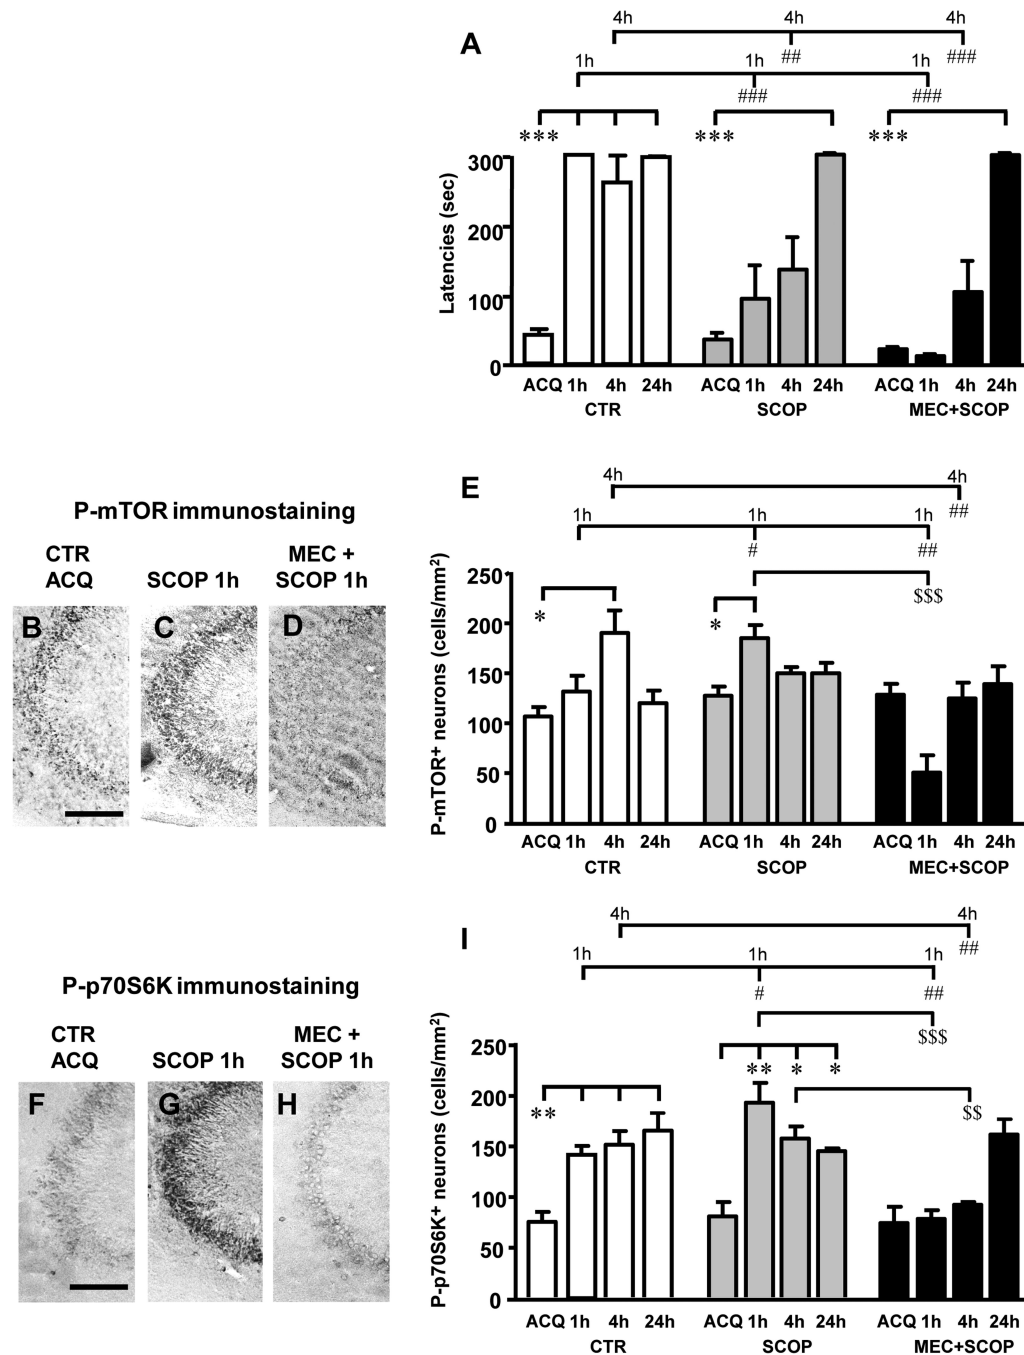 A
4h 4h 4h
## ###
1h 1h 1h
### ###
*** *** ***
Latencies (sec)
300
200
100
0
ACQ 1h 4h 24h ACQ 1h 4h 24h ACQ 1h 4h 24h
CTR SCOP MEC+SCOP
P-mTOR immunostaining
CTR ACQ
SCOP 1h
MEC + SCOP 1h
B C D
E
4h 4h
##
1h 1h 1h
# ##
$$$
* *
P-mTOR+ neurons (cells/mm²)
250
200
150
100
50
0
ACQ 1h 4h 24h ACQ 1h 4h 24h ACQ 1h 4h 24h
CTR SCOP MEC+SCOP
P-p70S6K immunostaining
CTR ACQ
SCOP 1h
MEC + SCOP 1h
F G H
I
4h 4h
##
1h 1h 1h
# ##
$$$
** ** * *
$$
P-p70S6K+ neurons (cells/mm²)
250
200
150
100
50
0
ACQ 1h 4h 24h ACQ 1h 4h 24h ACQ 1h 4h 24h
CTR SCOP MEC+SCOP